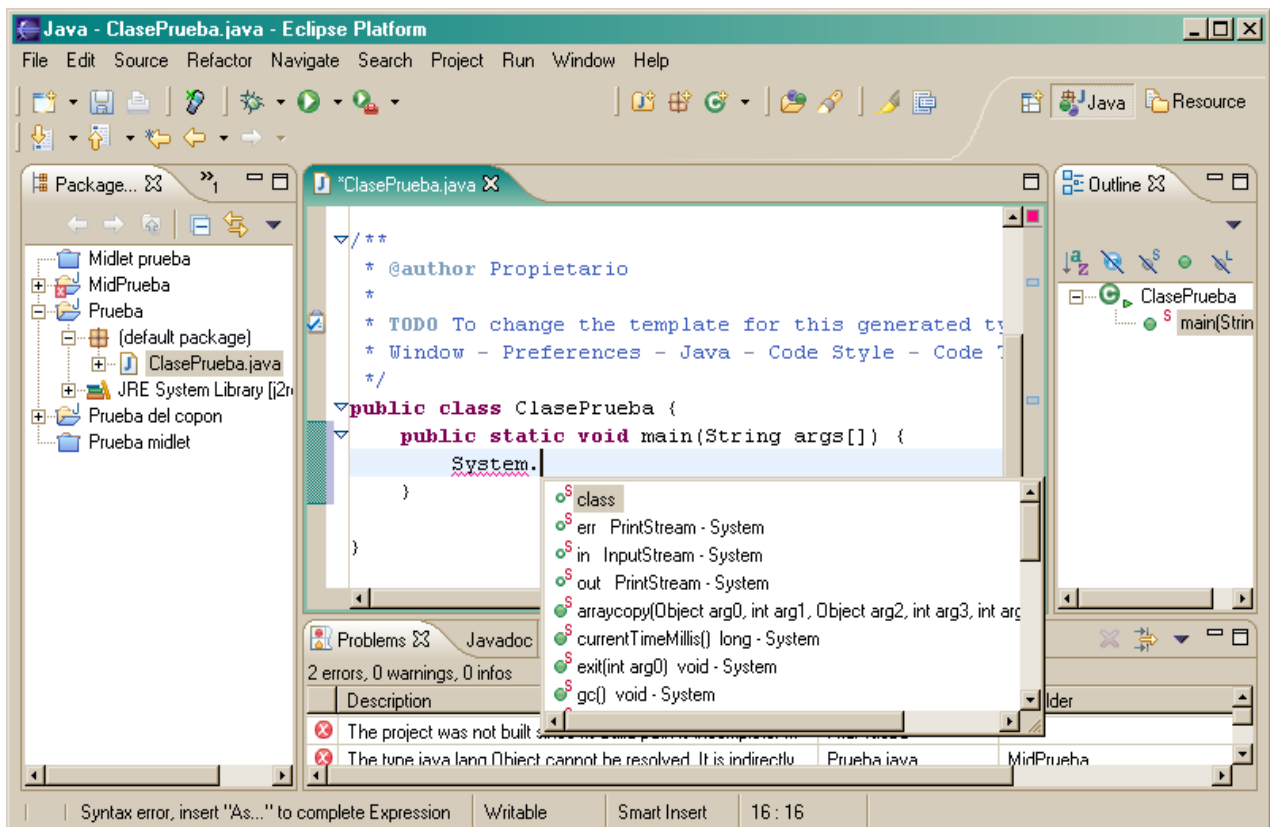 Java - ClasePrueba.java - Eclipse Platform
File Edit Source Refactor Navigate Search Project Run Window Help
Java Resource
Package... »1
*ClasePrueba.java
Outline
Midlet prueba
MidPrueba
Prueba
(default package)
ClasePrueba.java
JRE System Library [j2r
Prueba del copon
Prueba midlet
/**
* @author Propietario
*
* TODO To change the template for this generated ty
* Window - Preferences - Java - Code Style - Code T
*/
public class ClasePrueba {
public static void main(String args[]) {
System.
}
}
class
err PrintStream - System
in InputStream - System
out PrintStream - System
arraycopy(Object arg0, int arg1, Object arg2, int arg3, int arg
currentTimeMillis() long - System
exit(int arg0) void - System
gc() void - System
ClasePrueba
main(Strin
Problems Javadoc
2 errors, 0 warnings, 0 infos
Description lder
The project was not built
The type java.lang.Object cannot be resolved. It is indirectly Prueba.java MidPrueba
Syntax error, insert "As..." to complete Expression Writable Smart Insert 16 : 16